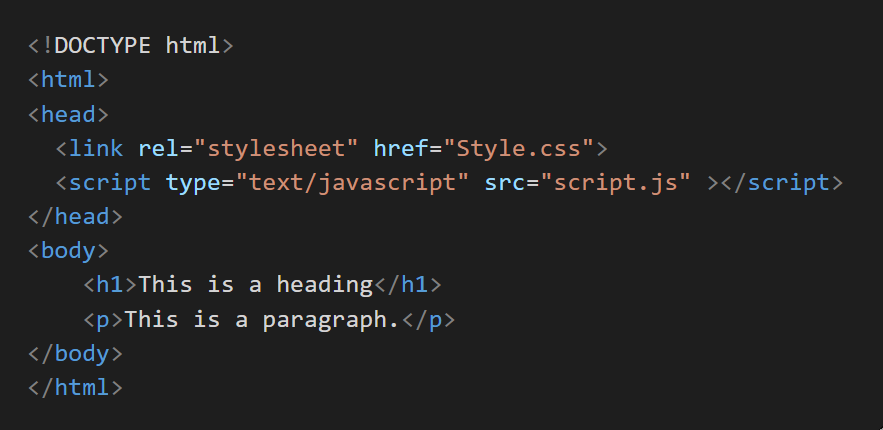 <!DOCTYPE html>
<html>
<head>
<link rel="stylesheet" href="Style.css">
<script type="text/javascript" src="script.js" ></script>
</head>
<body>
<h1>This is a heading</h1>
<p>This is a paragraph.</p>
</body>
</html>